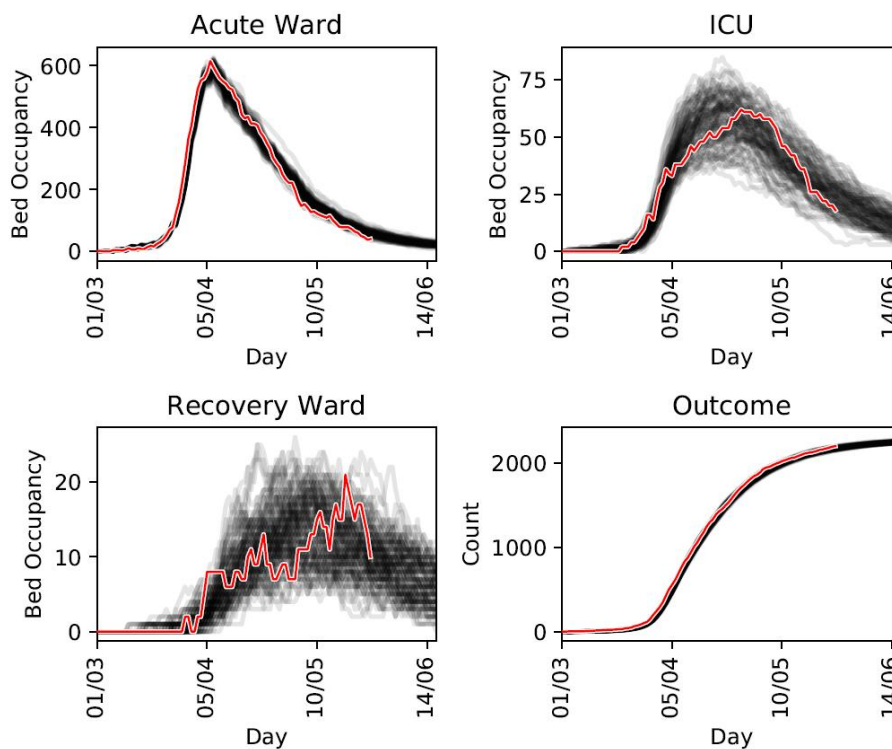 Acute Ward
Bed Occupancy
600
400
200
0
01/03
05/04
10/05
14/06
Day
ICU
Bed Occupancy
75
50
25
0
01/03
05/04
10/05
14/06
Day
Recovery Ward
Bed Occupancy
20
10
0
01/03
05/04
10/05
14/06
Day
Outcome
Count
2000
1000
0
01/03
05/04
10/05
14/06
Day